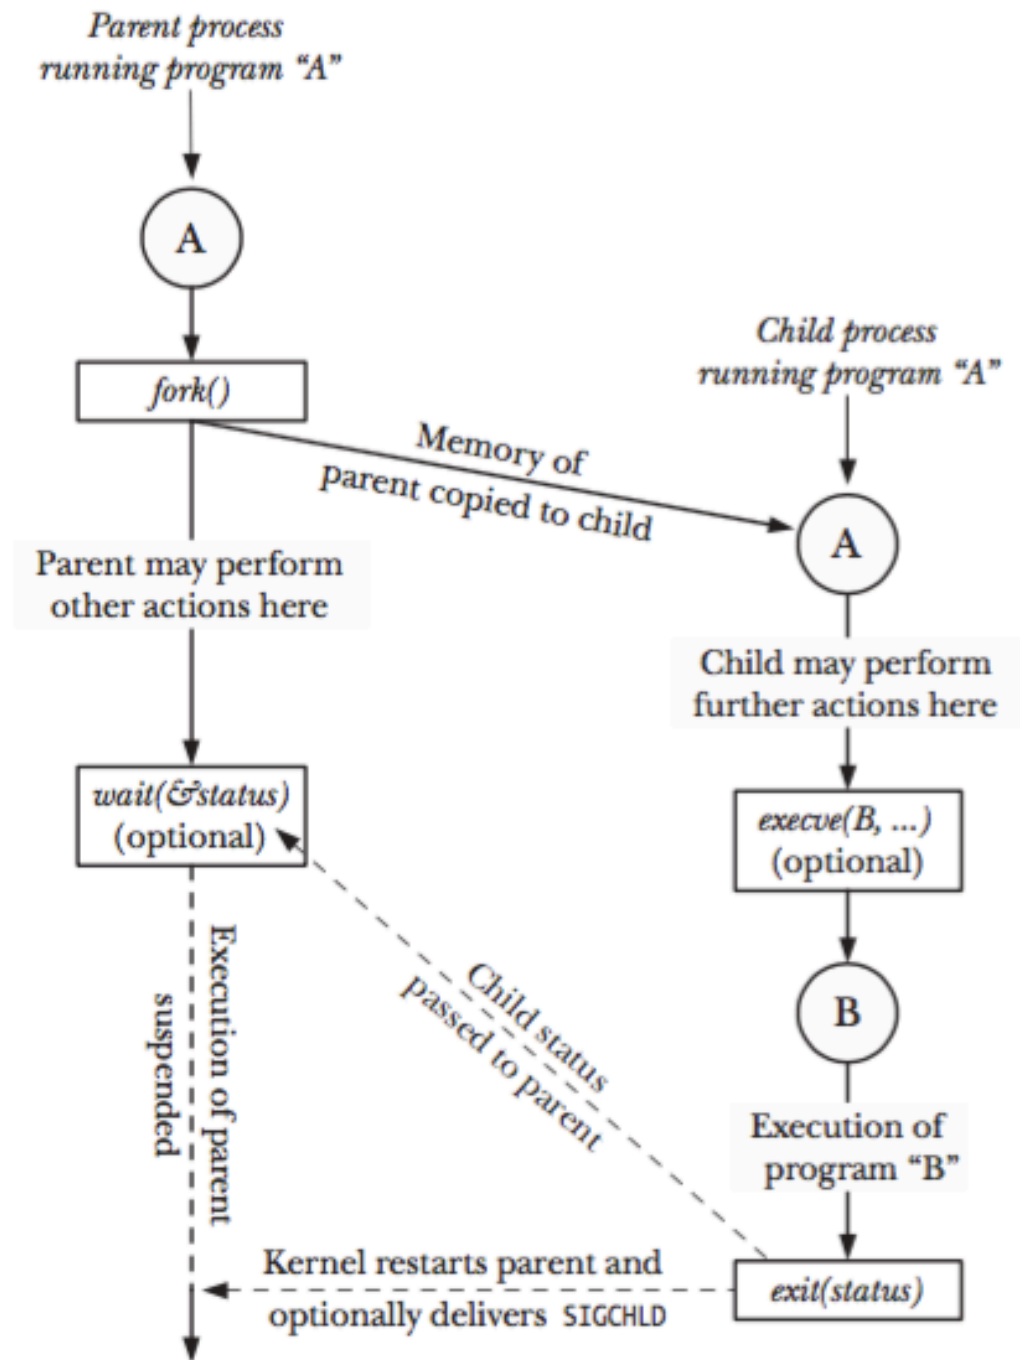 Parent process
running program “A”
A
fork()
Child process
running program “A”
Memory of
parent copied to child
A
Parent may perform
other actions here
Child may perform
further actions here
wait(&status)
(optional)
execve(B, ...)
(optional)
Execution of parent
suspended
Child status
passed to parent
B
Execution of
program “B”
Kernel restarts parent and
optionally delivers SIGCHLD
exit(status)